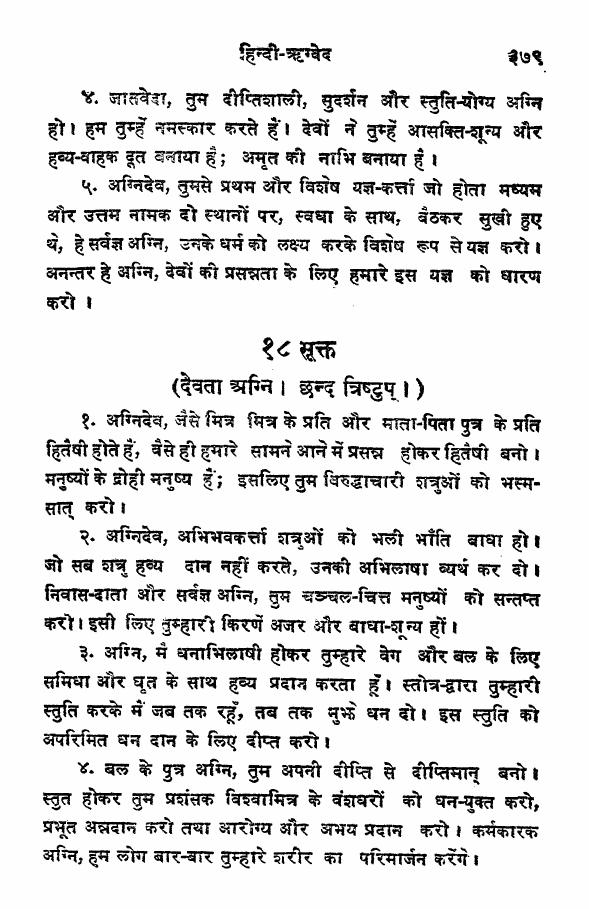 हिन्दी-ऋग्वेद ३७९
४. जातवेदा, तुम दीप्तिशाली, सुदर्शन और स्तुति-योग्य अग्नि
हो। हम तुम्हें नमस्कार करते हैं। देवों ने तुम्हें आसक्ति-शून्य और
हव्य-वाहक दूत बनाया है; अमृत की नाभि बनाया है।
५. अग्निदेव, तुमसे प्रथम और विशेष यज्ञ-कर्त्ता जो होता मध्यम
और उत्तम नामक दो स्थानों पर, स्वधा के साथ, बैठकर सुखी हुए
थे, हे सर्वज्ञ अग्नि, उनके धर्म को लक्ष्य करके विशेष रूप से यज्ञ करो।
अनन्तर हे अग्नि, देवों की प्रसन्नता के लिए हमारे इस यज्ञ को धारण
करो ।
१८ सूक्त
(देवता अग्नि। छन्द त्रिष्टुप्।)
१. अग्निदेव, जैसे मित्र मित्र के प्रति और माता-पिता पुत्र के प्रति
हितैषी होते हैं, वैसे ही हमारे सामने आने में प्रसन्न होकर हितैषी बनो।
मनुष्यों के द्रोही मनुष्य हैं; इसलिए तुम विरुद्धाचारी शत्रुओं को भस्म-
सात् करो।
२. अग्निदेव, अभिभवकर्त्ता शत्रुओं को भली भाँति बाधा हो।
जो सब शत्रु हव्य दान नहीं करते, उनकी अभिलाषा व्यर्थ कर दो।
निवास-दाता और सर्वज्ञ अग्नि, तुम चञ्चल-चित्त मनुष्यों को सन्तप्त
करो। इसी लिए तुम्हारी किरणें अजर और बाधा-शून्य हों।
३. अग्नि, मै धनाभिलाषी होकर तुम्हारे वेग और बल के लिए
समिधा और घृत के साथ हव्य प्रदान करता हूँ। स्तोत्र-द्वारा तुम्हारी
स्तुति करके मैं जब तक रहूँ, तब तक मुझे धन दो। इस स्तुति को
अपरिमित धन दान के लिए दीप्त करो।
४. बल के पुत्र अग्नि, तुम अपनी दीप्ति से दीप्तिमान् बनो।
स्तुत होकर तुम प्रशंसक विश्वामित्र के वंशधरों को धन-युक्त करो,
प्रभूत अन्नदान करो तथा आरोग्य और अभय प्रदान करो। कर्मकारक
अग्नि, हम लोग बार-बार तुम्हारे शरीर का परिमार्जन करेंगे।